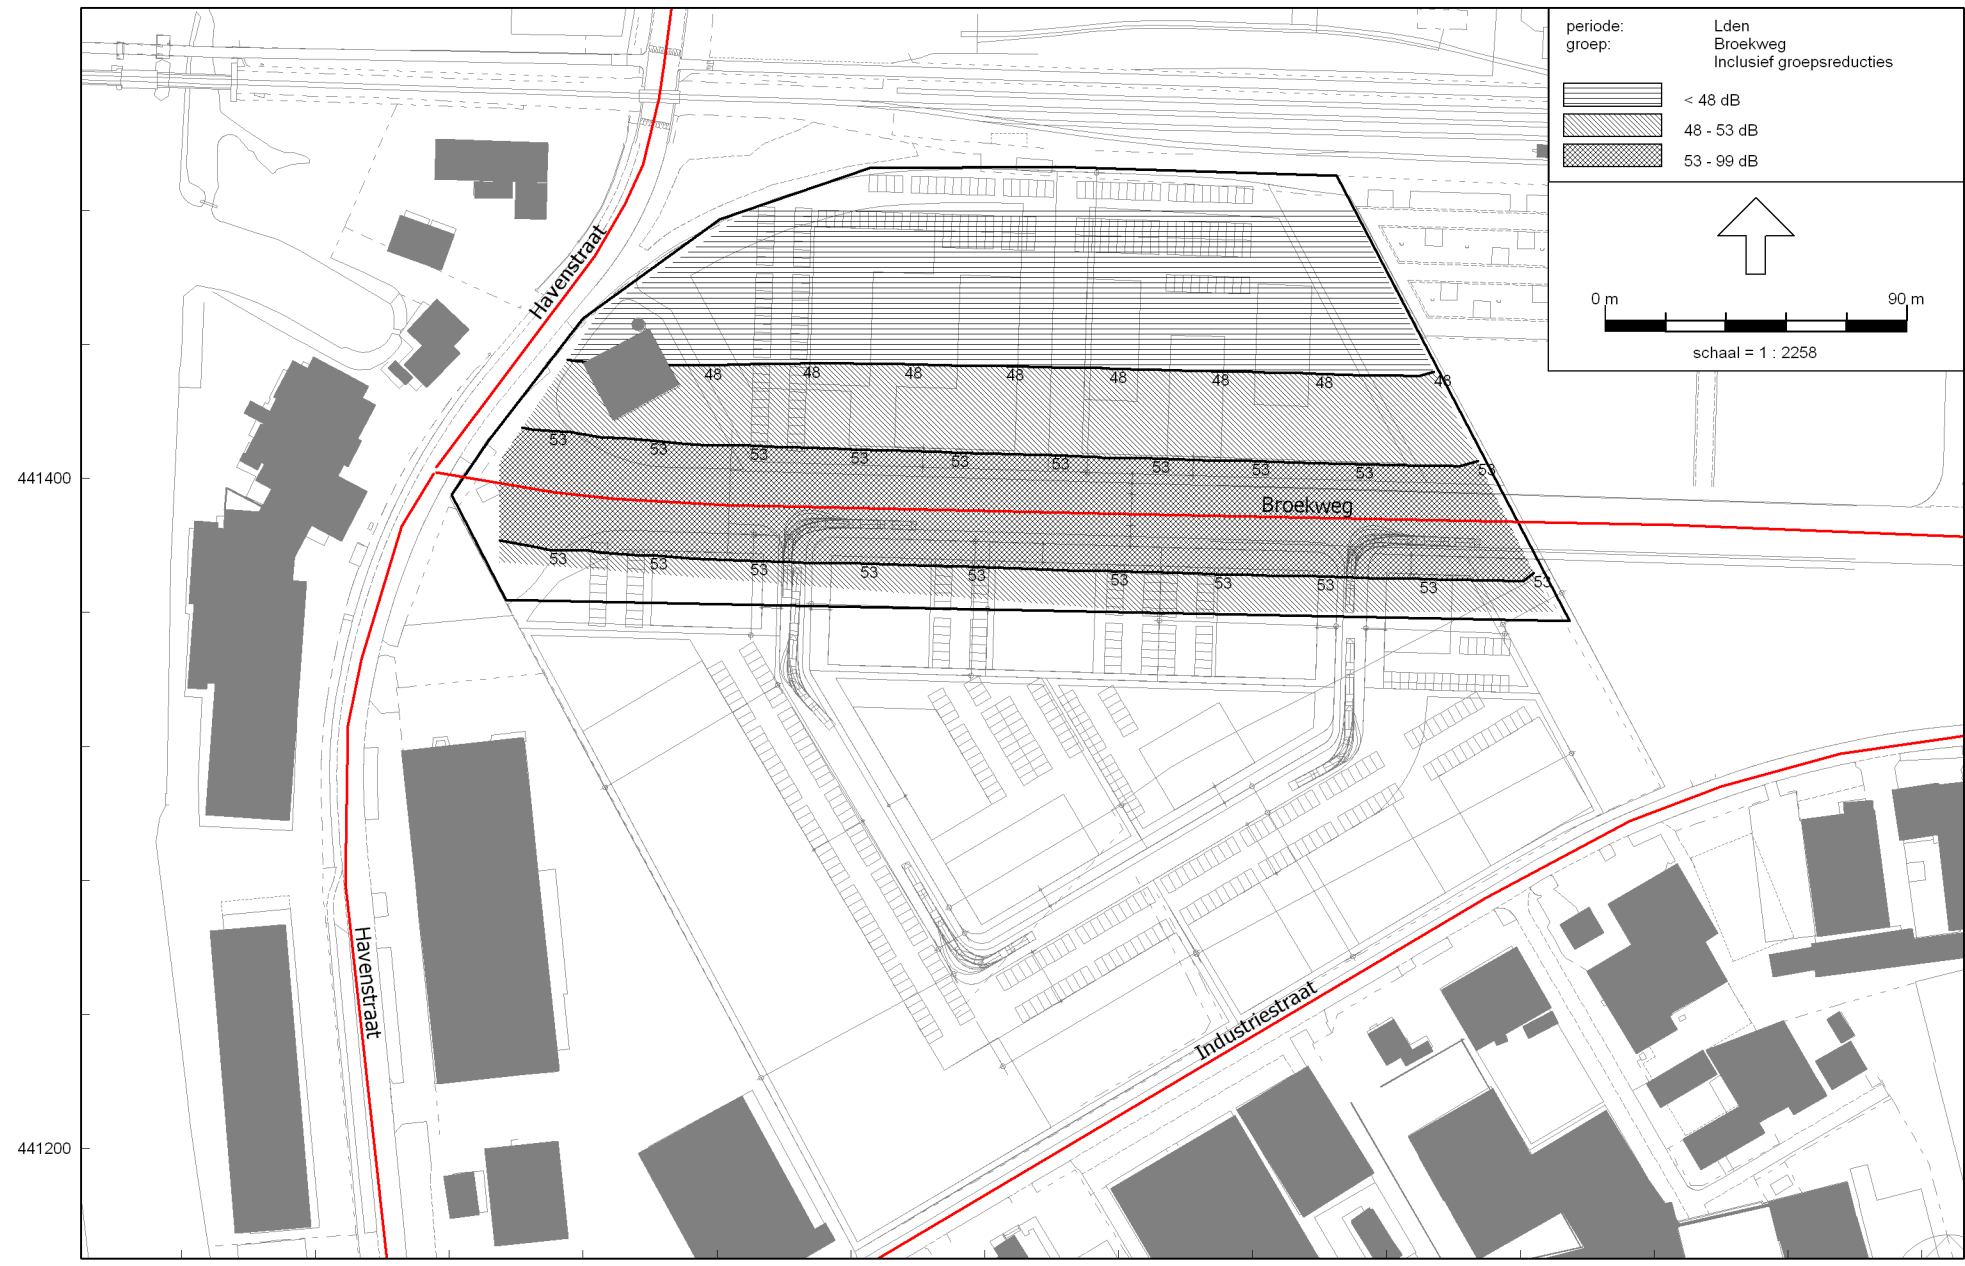 periode: Lden
groep: Broekweg
Inclusief groepsreducties
< 48 dB
48 - 53 dB
53 - 99 dB
0 m 90 m
schaal = 1 : 2258
Havenstraat
48 48 48 48 48 48 48 48
53 53 53 53 53 53 53 53 53 53
441400
Broekweg
53 53 53 53 53 53 53 53 53 53
Havenstraat
Industriestraat
441200